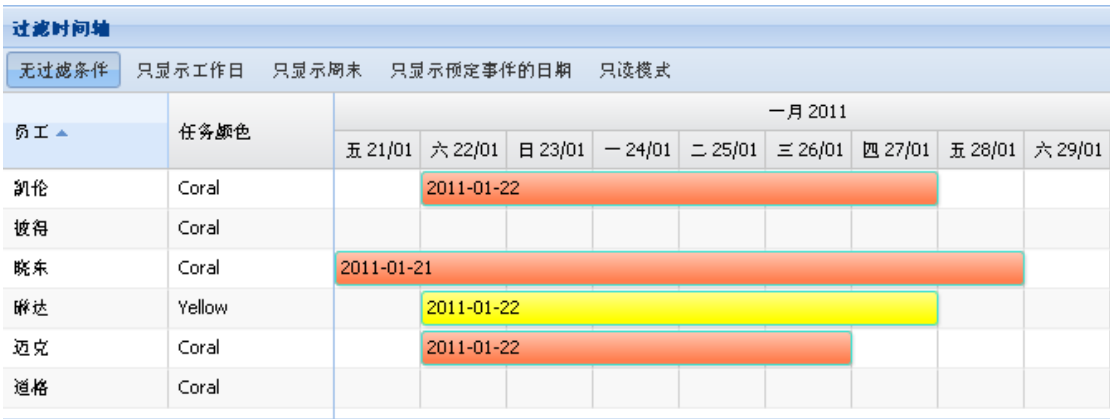 过滤时间轴
无过滤条件 只显示工作日 只显示周末 只显示预定事件的日期 只读模式
员工 任务颜色 一月 2011
五 21/01 六 22/01 日 23/01 一 24/01 二 25/01 三 26/01 四 27/01 五 28/01 六 29/01
凯伦 Coral 2011-01-22
彼得 Coral
晓东 Coral 2011-01-21
琳达 Yellow 2011-01-22
迈克 Coral 2011-01-22
道格 Coral